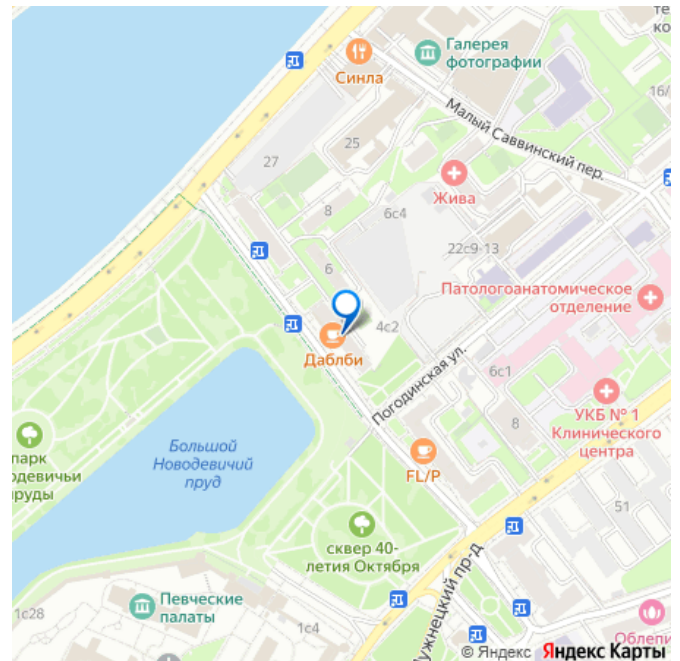 Галерея
фотографии
Синла
16/
Малый Саввинский пер.
25
27
Жива
8
6с4
22с9-13
6
Патологоанатомическое
отделение
4с2
Даблби
Погодинская ул.
6с1
УКБ № 1
Клинического
центра
8
Большой
Новодевичий
пруд
парк
FL/P
51
сквер 40-
летия Октября
Певческие
палаты
1с28
1с4
© Яндекс Яндекс Карты